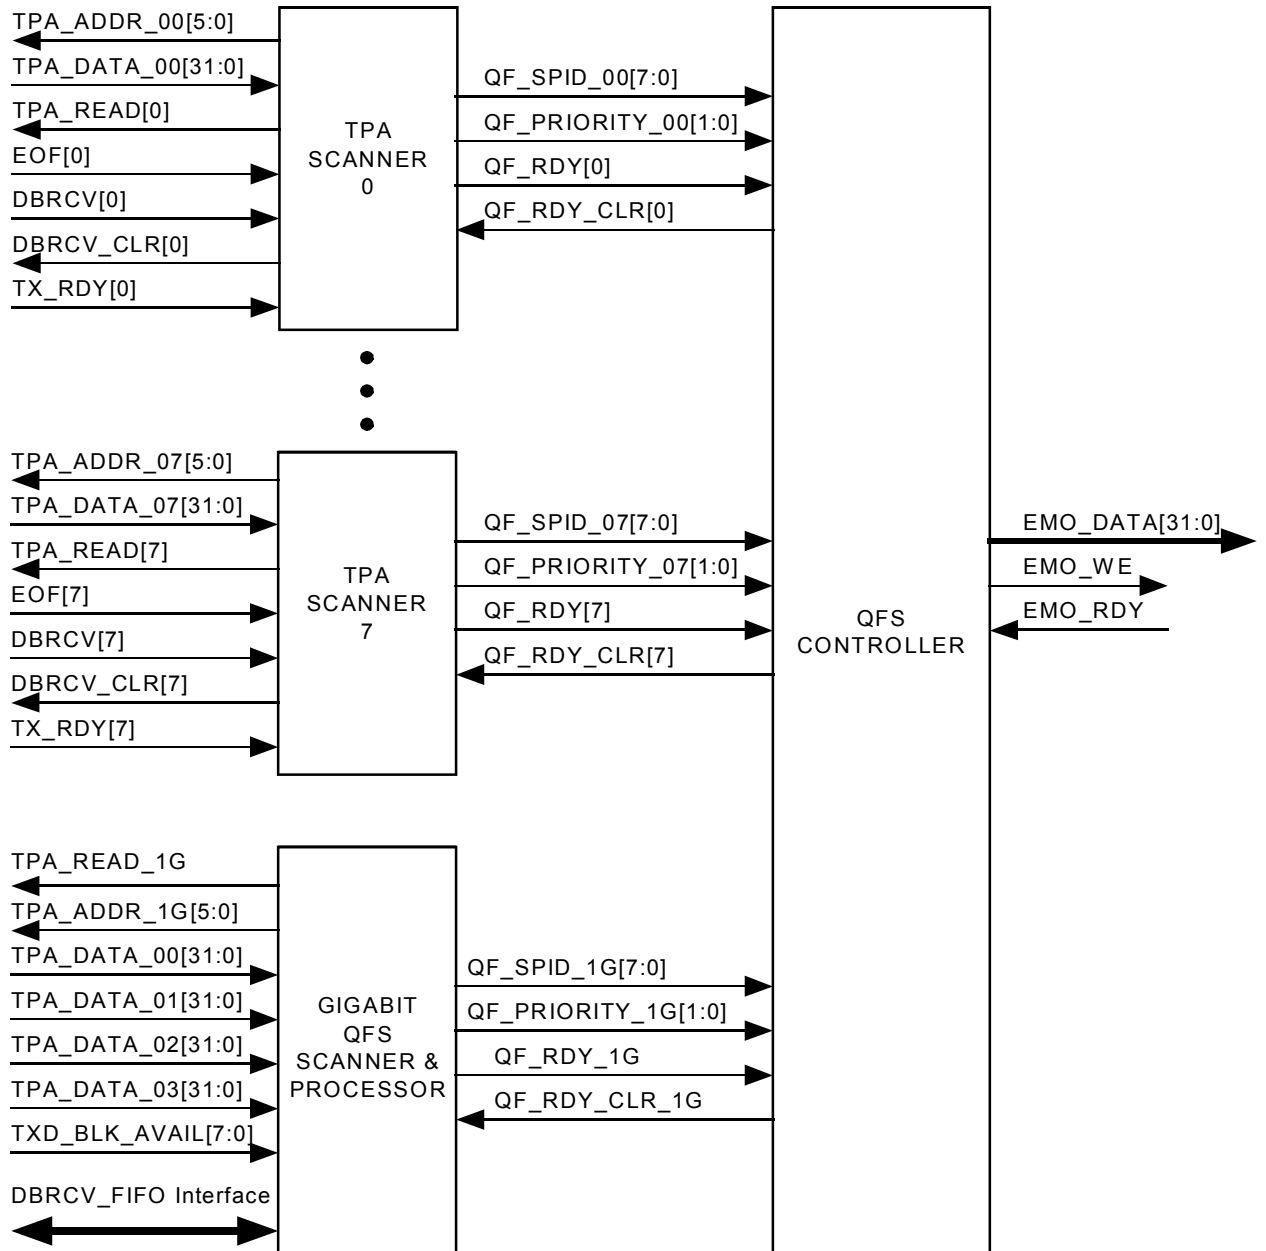 TPA_ADDR_00[5:0]
TPA_DATA_00[31:0]
TPA_READ[0]
EOF[0]
DBRCV[0]
DBRCV_CLR[0]
TX_RDY[0]
TPA
SCANNER
0
QF_SPID_00[7:0]
QF_PRIORITY_00[1:0]
QF_RDY[0]
QF_RDY_CLR[0]
TPA_ADDR_07[5:0]
TPA_DATA_07[31:0]
TPA_READ[7]
EOF[7]
DBRCV[7]
DBRCV_CLR[7]
TX_RDY[7]
TPA
SCANNER
7
QF_SPID_07[7:0]
QF_PRIORITY_07[1:0]
QF_RDY[7]
QF_RDY_CLR[7]
QFS
CONTROLLER
EMO_DATA[31:0]
EMO_WE
EMO_RDY
TPA_READ_1G
TPA_ADDR_1G[5:0]
TPA_DATA_00[31:0]
TPA_DATA_01[31:0]
TPA_DATA_02[31:0]
TPA_DATA_03[31:0]
TXD_BLK_AVAIL[7:0]
DBRCV_FIFO Interface
GIGABIT
QFS
SCANNER &
PROCESSOR
QF_SPID_1G[7:0]
QF_PRIORITY_1G[1:0]
QF_RDY_1G
QF_RDY_CLR_1G